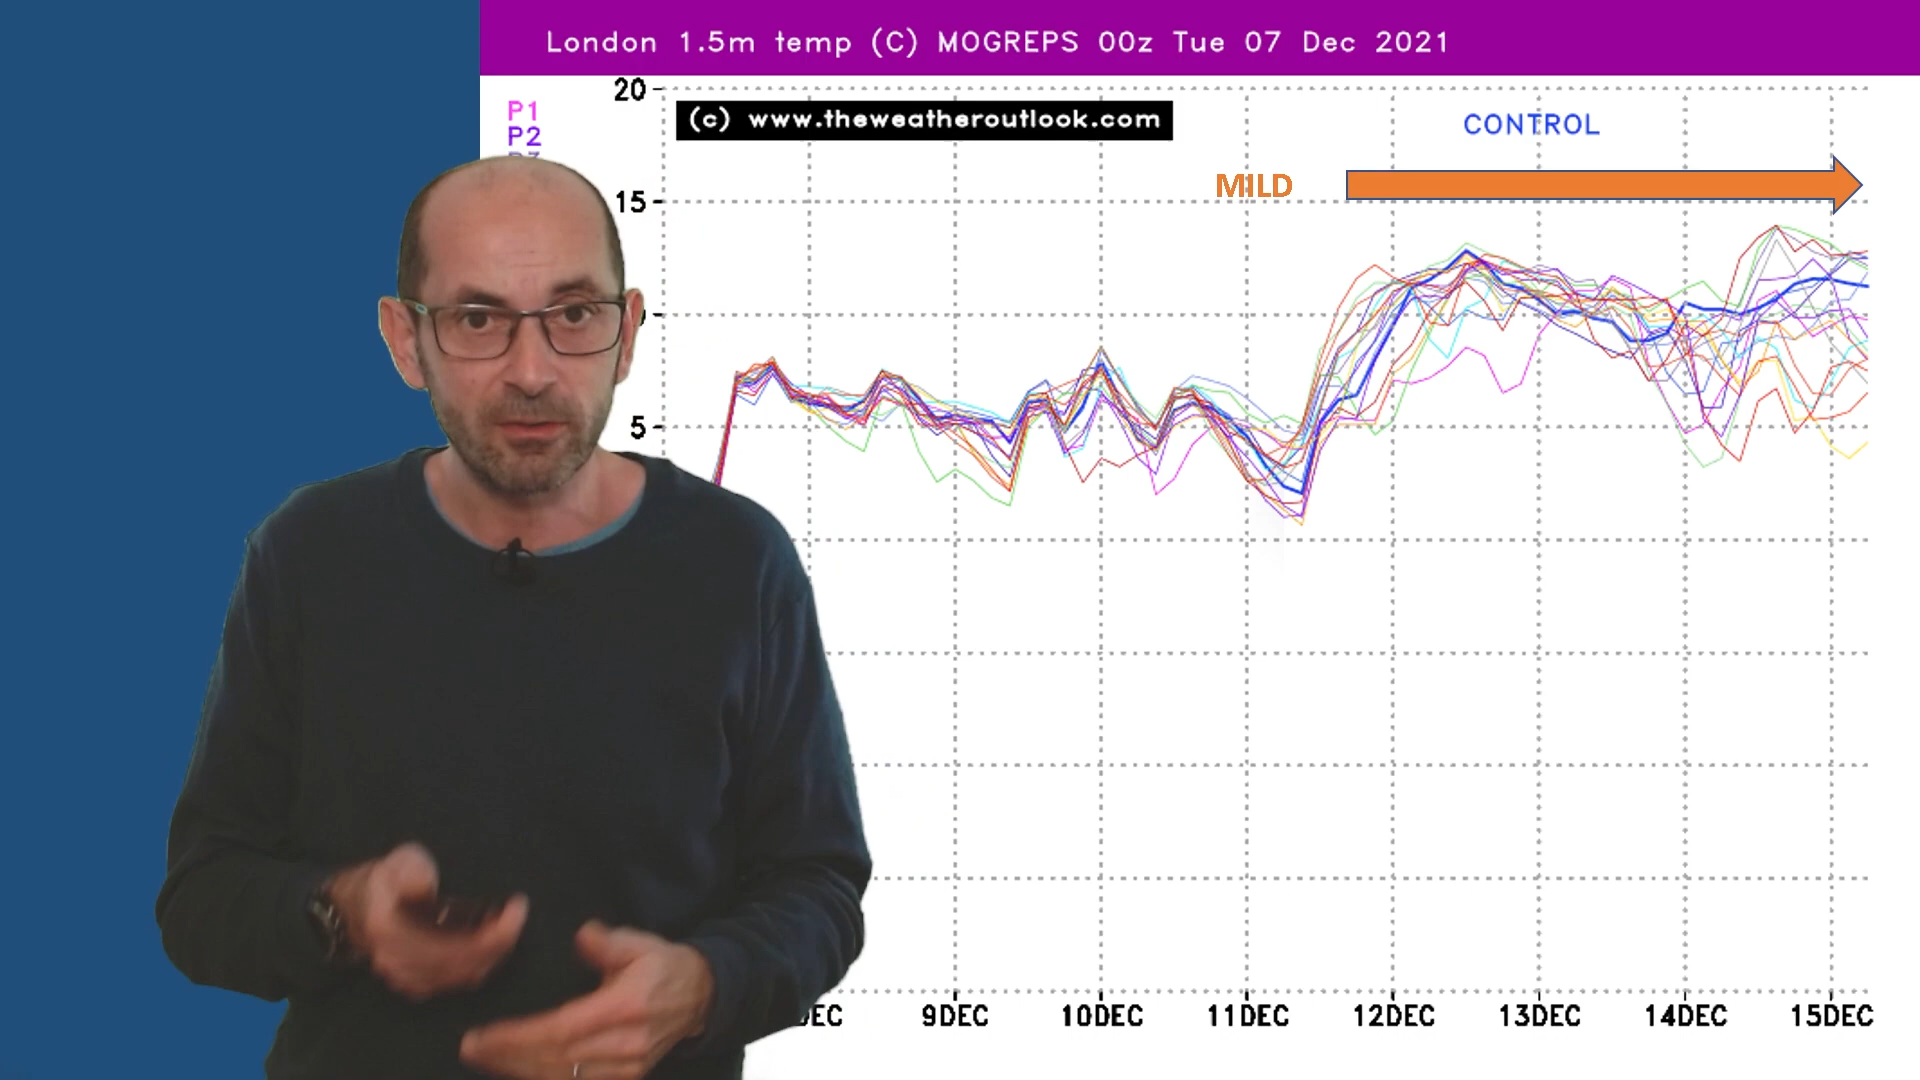 London 1.5m temp (C) MOGREPS 00z Tue 07 Dec 2021
20
P1
P2
(c) www.theweatheroutlook.com
CONTROL
MILD
15
5
9DEC
10DEC
11DEC
12DEC
13DEC
14DEC
15DEC